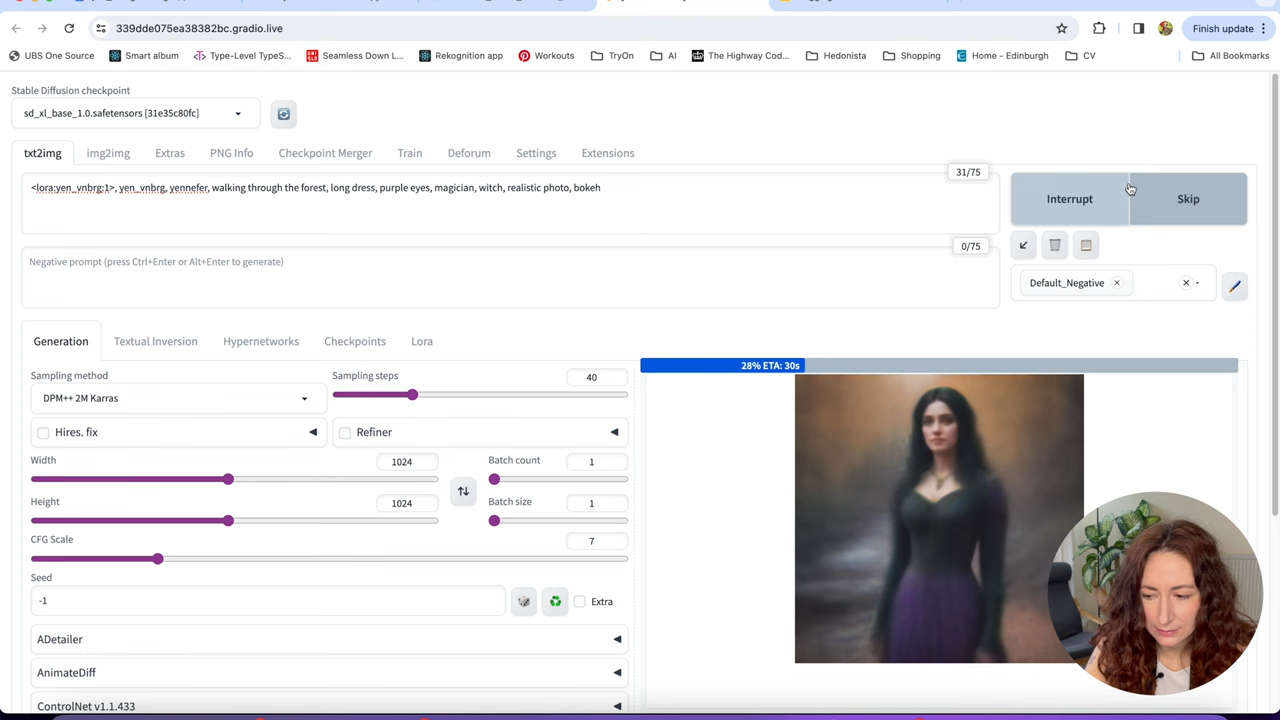 339dde075ea38382bc.gradio.live
Finish update
UBS One Source
Smart album
Type-Level TypeS...
Seamless Down L...
Rekognition app
Workouts
TryOn
AI
The Highway Cod...
Hedonista
Shopping
Home - Edinburgh
CV
All Bookmarks
Stable Diffusion checkpoint
sd_xl_base_1.0.safetensors [31e35c80fc]
txt2img
img2img
Extras
PNG Info
Checkpoint Merger
Train
Deforum
Settings
Extensions
31/75
<lora:yen_vnbrg:1>, yen_vnbrg, yennefer, walking through the forest, long dress, purple eyes, magician, witch, realistic photo, bokeh
Interrupt
Skip
0/75
Negative prompt (press Ctrl+Enter or Alt+Enter to generate)
Default_Negative
Generation
Textual Inversion
Hypernetworks
Checkpoints
Lora
Sampling method
Sampling steps
40
28% ETA: 30s
DPM++ 2M Karras
Hires. fix
Refiner
Width
1024
Batch count
1
Height
1024
Batch size
1
CFG Scale
7
Seed
-1
Extra
ADetailer
AnimateDiff
ControlNet v1.1.433